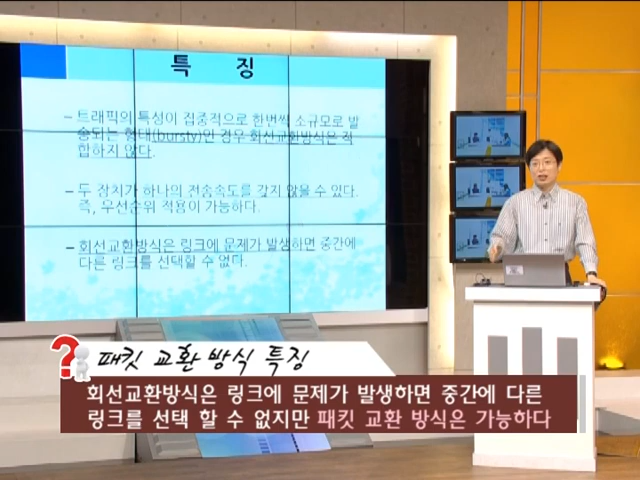 특 징
– 트래픽의 특성이 집중적으로 한번씩 소규모로 발
송되는 형태(bursty)인 경우 회선교환방식은 적
합하지 않다.
– 두 장치가 하나의 전송속도를 갖지 않을 수 있다.
즉, 우선순위 적용이 가능하다.
– 회선교환방식은 링크에 문제가 발생하면 중간에
다른 링크를 선택할 수 없다.
? 패킷 교환 방식 특징
회선교환방식은 링크에 문제가 발생하면 중간에 다른
링크를 선택 할 수 없지만 패킷 교환 방식은 가능하다